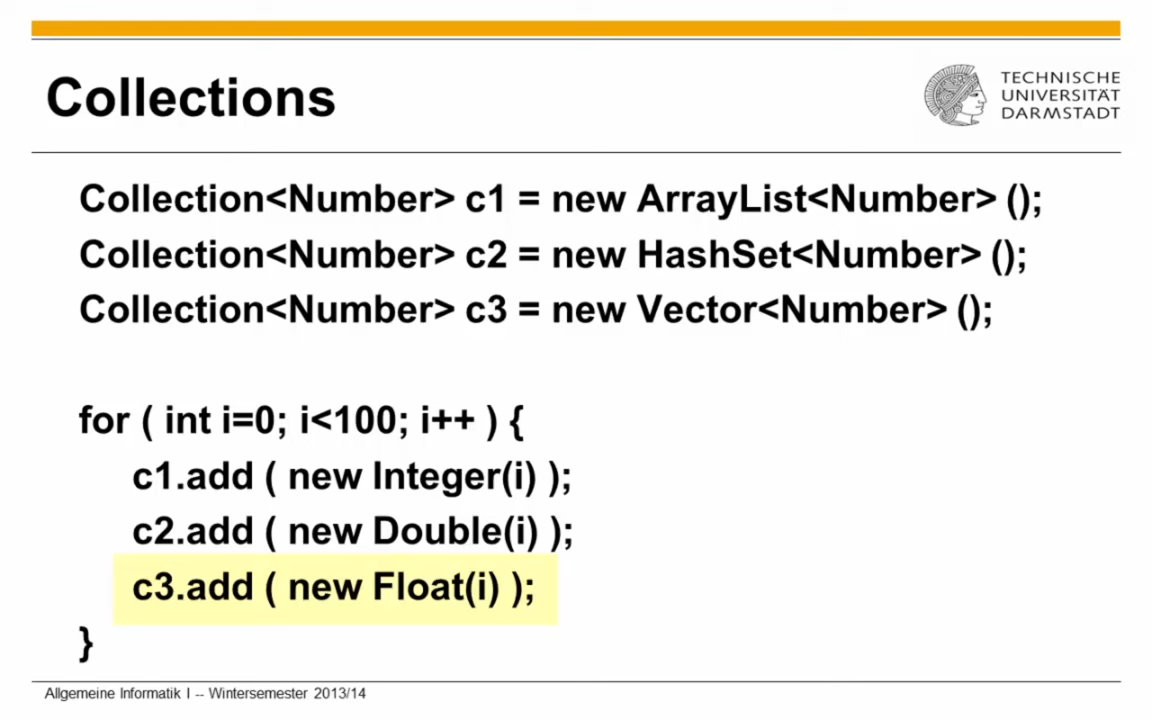 Collections
TECHNISCHE
UNIVERSITÄT
DARMSTADT
Collection<Number> c1 = new ArrayList<Number> ();
Collection<Number> c2 = new HashSet<Number> ();
Collection<Number> c3 = new Vector<Number> ();
for ( int i=0; i<100; i++ ) {
c1.add ( new Integer(i) );
c2.add ( new Double(i) );
c3.add ( new Float(i) );
}
Allgemeine Informatik I -- Wintersemester 2013/14